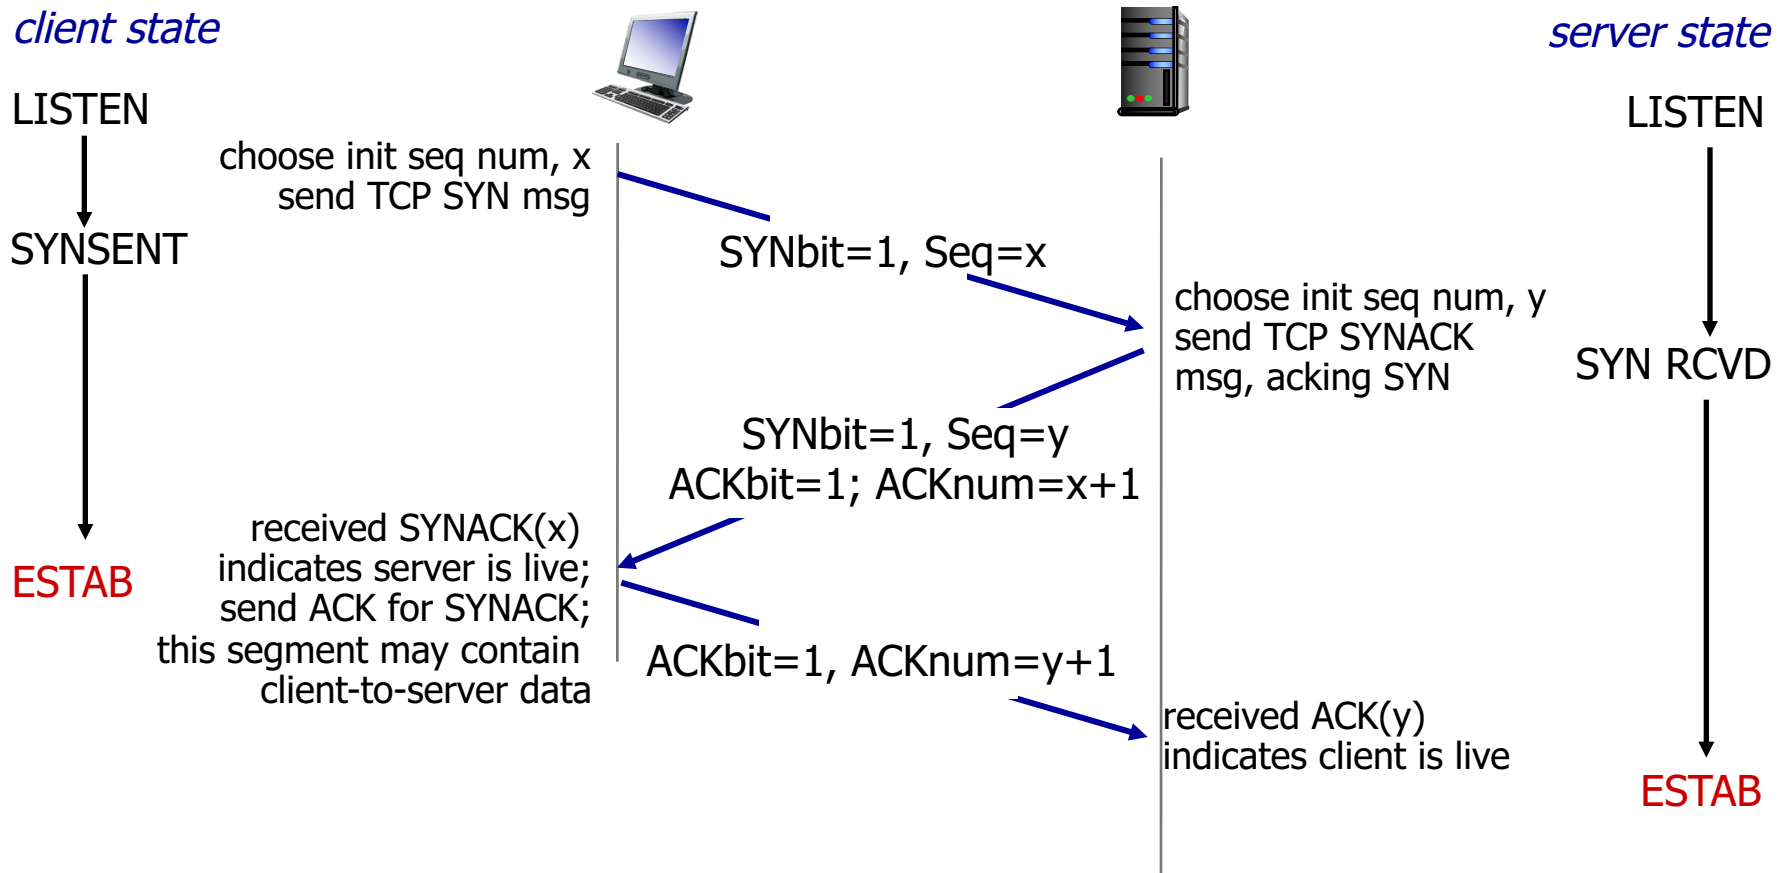 client state
server state
LISTEN
LISTEN
choose init seq num, x
send TCP SYN msg
SYNSENT
SYNbit=1, Seq=x
choose init seq num, y
send TCP SYNACK
msg, acking SYN
SYN RCVD
SYNbit=1, Seq=y
ACKbit=1; ACKnum=x+1
received SYNACK(x)
indicates server is live;
send ACK for SYNACK;
this segment may contain
client-to-server data
ESTAB
ACKbit=1, ACKnum=y+1
received ACK(y)
indicates client is live
ESTAB